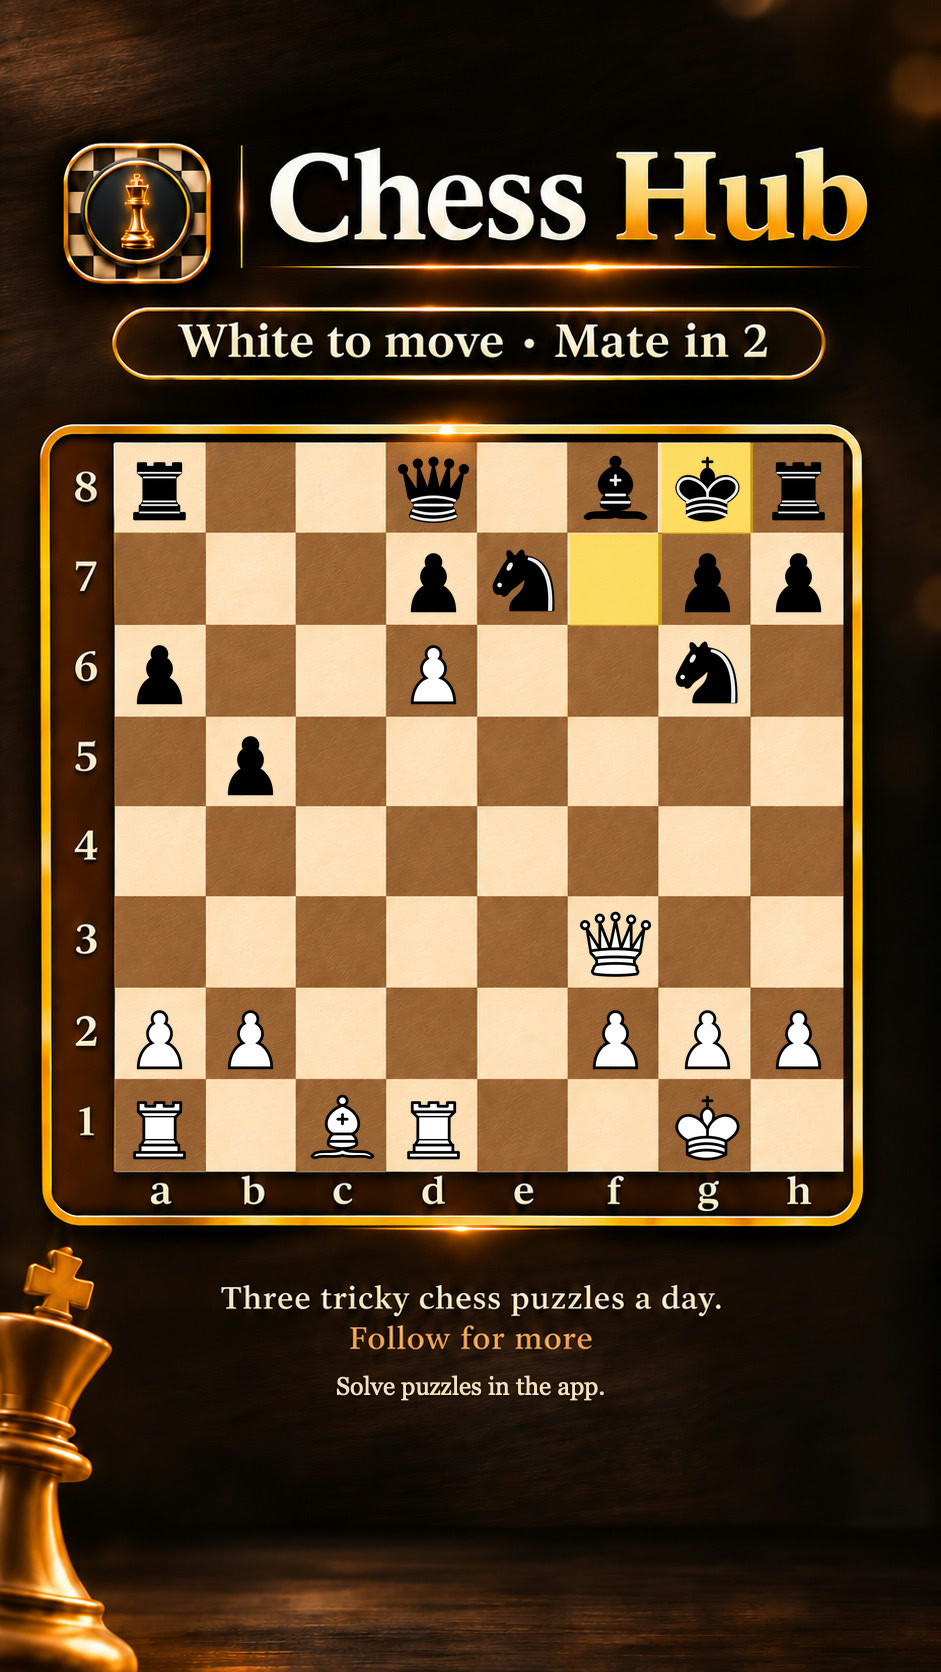 Chess Hub
White to move • Mate in 2
8
7
6
5
4
3
2
1
a b c d e f g h
Three tricky chess puzzles a day.
Follow for more
Solve puzzles in the app.